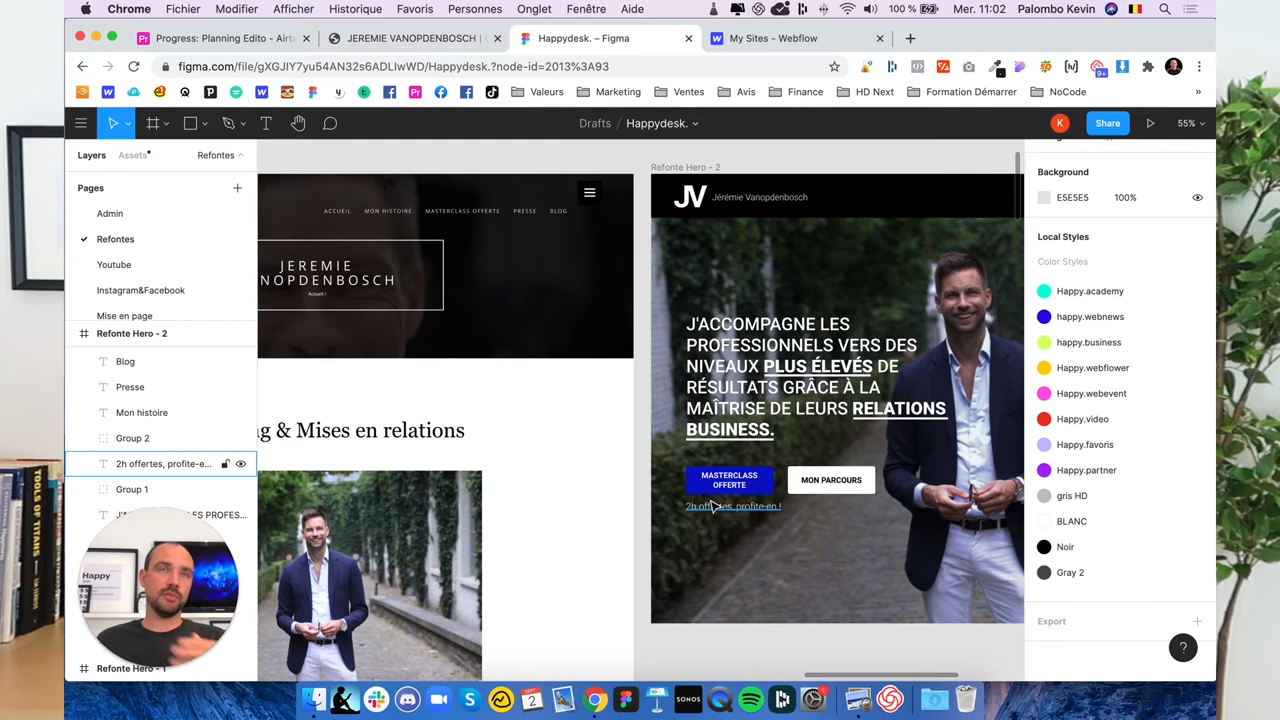 Chrome Fichier Modifier Afficher Historique Favoris Personnes Onglet Fenêtre Aide 100 % Mer. 11:02 Palombo Kevin
Progress: Planning Edito - Airta
JEREMIE VANOPDENBOSCH |
Happydesk. – Figma
My Sites - Webflow
figma.com/file/gXGJIY7yu54AN32s6ADLIwWD/Happydesk.?node-id=2013%3A93
Valeurs Marketing Ventes Avis Finance HD Next Formation Démarrer NoCode »
Drafts / Happydesk.
K Share 55%
Layers Assets Refontes
Pages
Admin
Refontes
Youtube
Instagram&Facebook
Mise en page
Refonte Hero - 2
Blog
Presse
Mon histoire
Group 2
2h offertes, profite-e...
Group 1
Refonte Hero - 1
ACCUEIL MON HISTOIRE MASTERCLASS OFFERTE PRESSE BLOG
JEREMIE
NOPDENBOSCH
Accueil /
g & Mises en relations
Refonte Hero - 2
JV Jérémie Vanopdenbosch
J'ACCOMPAGNE LES
PROFESSIONNELS VERS DES
NIVEAUX PLUS ÉLEVÉS DE
RÉSULTATS GRÂCE À LA
MAÎTRISE DE LEURS RELATIONS
BUSINESS.
MASTERCLASS
OFFERTE
MON PARCOURS
Background
E5E5E5 100%
Local Styles
Color Styles
Happy.academy
happy.webnews
happy.business
Happy.webflower
Happy.webevent
Happy.video
Happy.favoris
Happy.partner
gris HD
BLANC
Noir
Gray 2
Export
?
TOOLS OF TITANS
Happy
SONOS